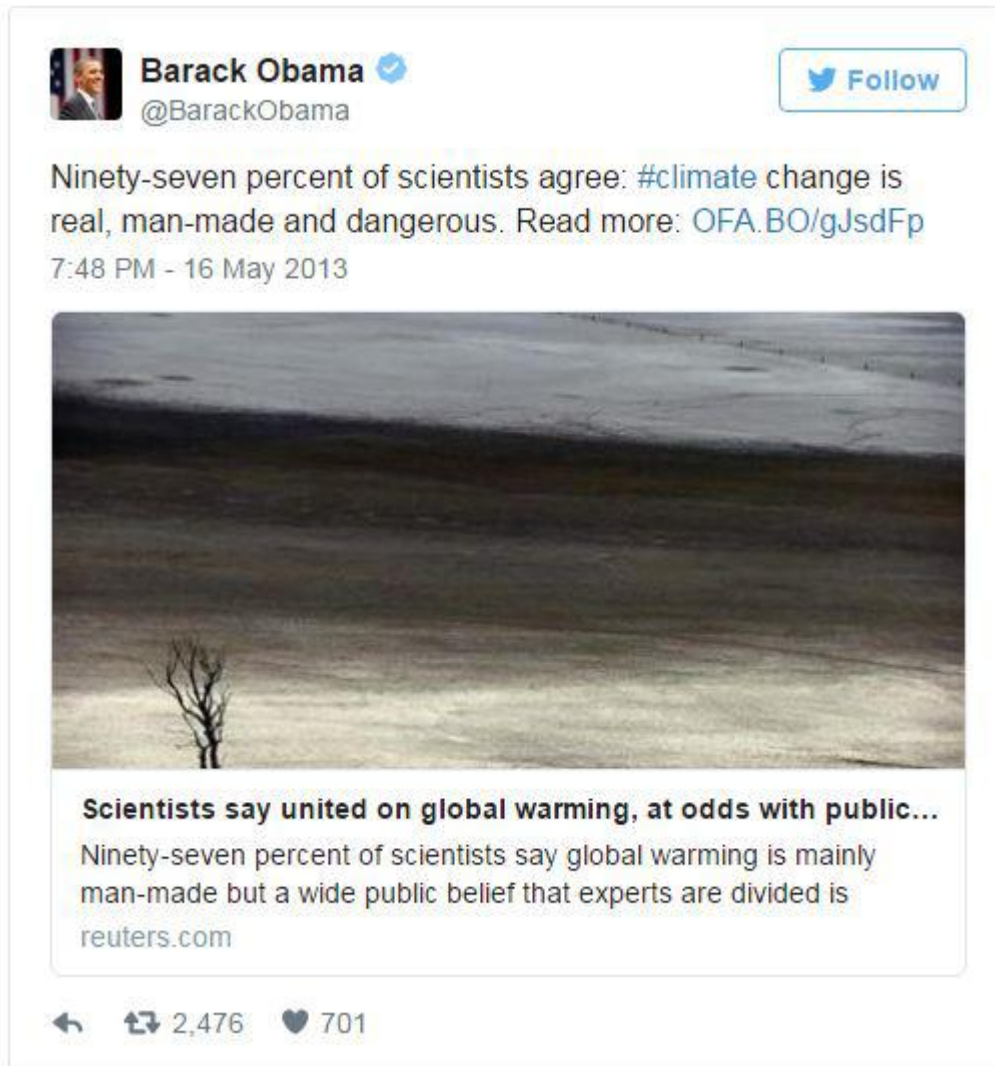 Barack Obama
Follow
@BarackObama
Ninety-seven percent of scientists agree: #climate change is
real, man-made and dangerous. Read more: OFA.BO/gJsdFp
7:48 PM - 16 May 2013
Scientists say united on global warming, at odds with public...
Ninety-seven percent of scientists say global warming is mainly
man-made but a wide public belief that experts are divided is
reuters.com
2,476 701